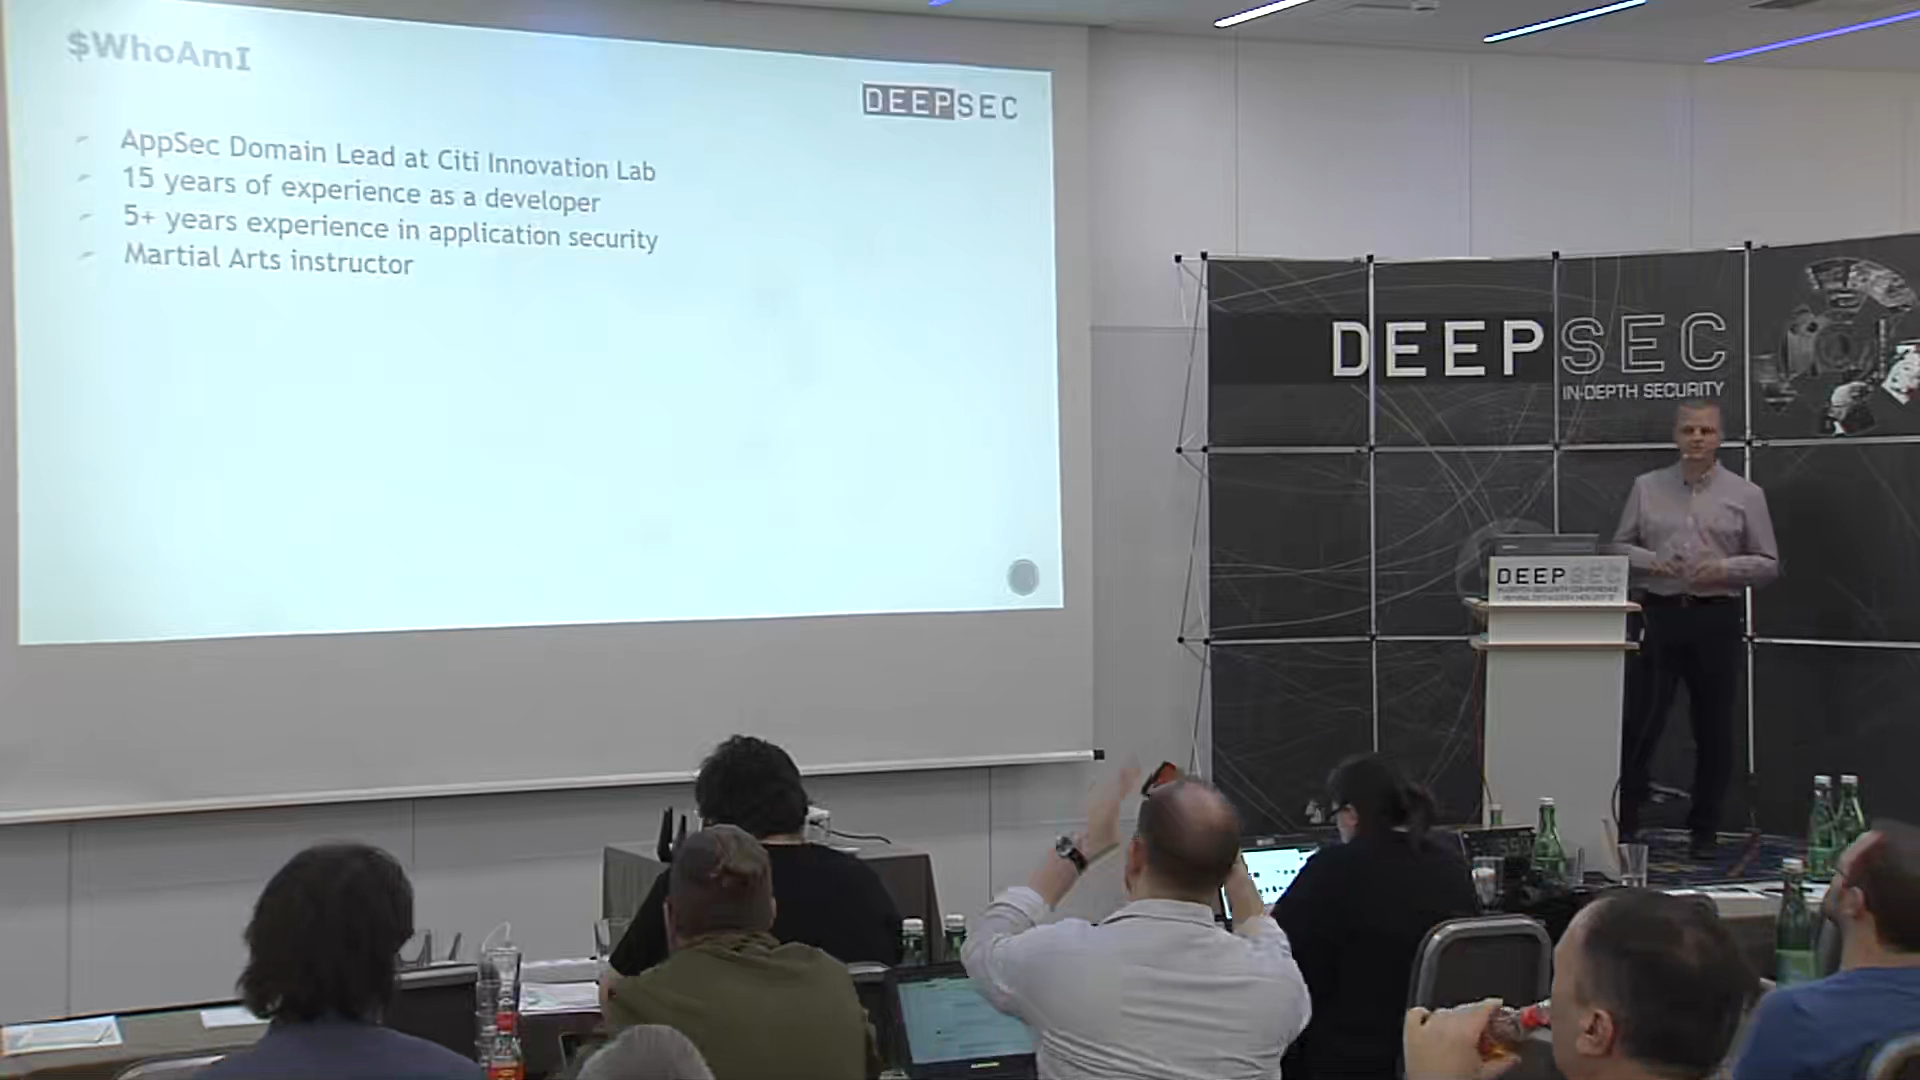 $WhoAmI
DEEPSEC
AppSec Domain Lead at Citi Innovation Lab
15 years of experience as a developer
5+ years experience in application security
Martial Arts instructor
DEEPSEC
IN-DEPTH SECURITY
DEEPSEC